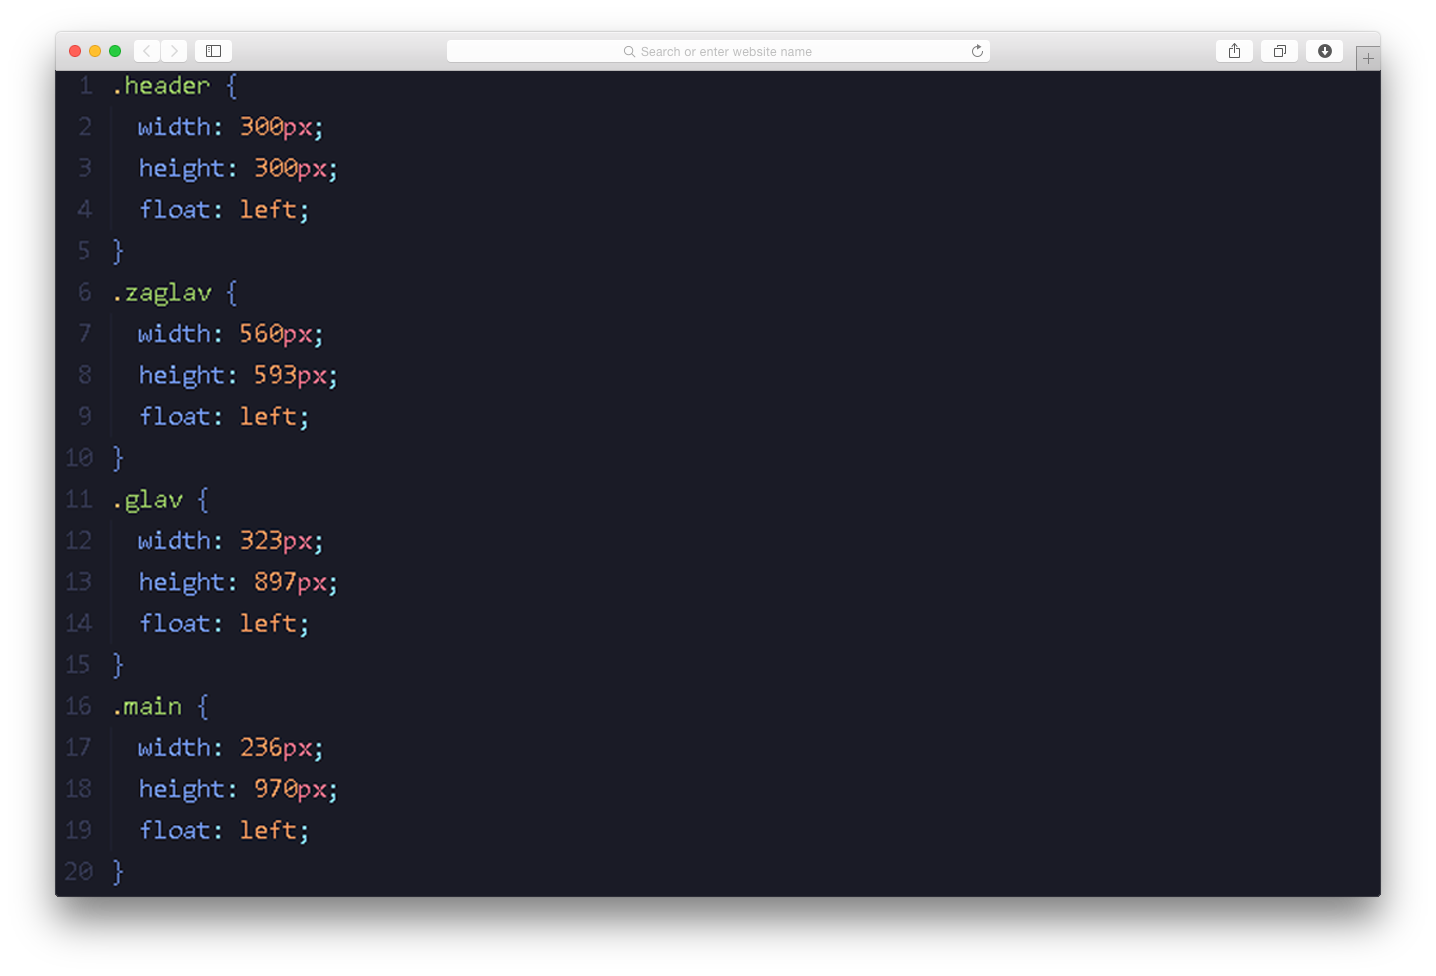 Search or enter website name
1 .header {
2 width: 300px;
3 height: 300px;
4 float: left;
5 }
6 .zaglav {
7 width: 560px;
8 height: 593px;
9 float: left;
10 }
11 .glav {
12 width: 323px;
13 height: 897px;
14 float: left;
15 }
16 .main {
17 width: 236px;
18 height: 970px;
19 float: left;
20 }